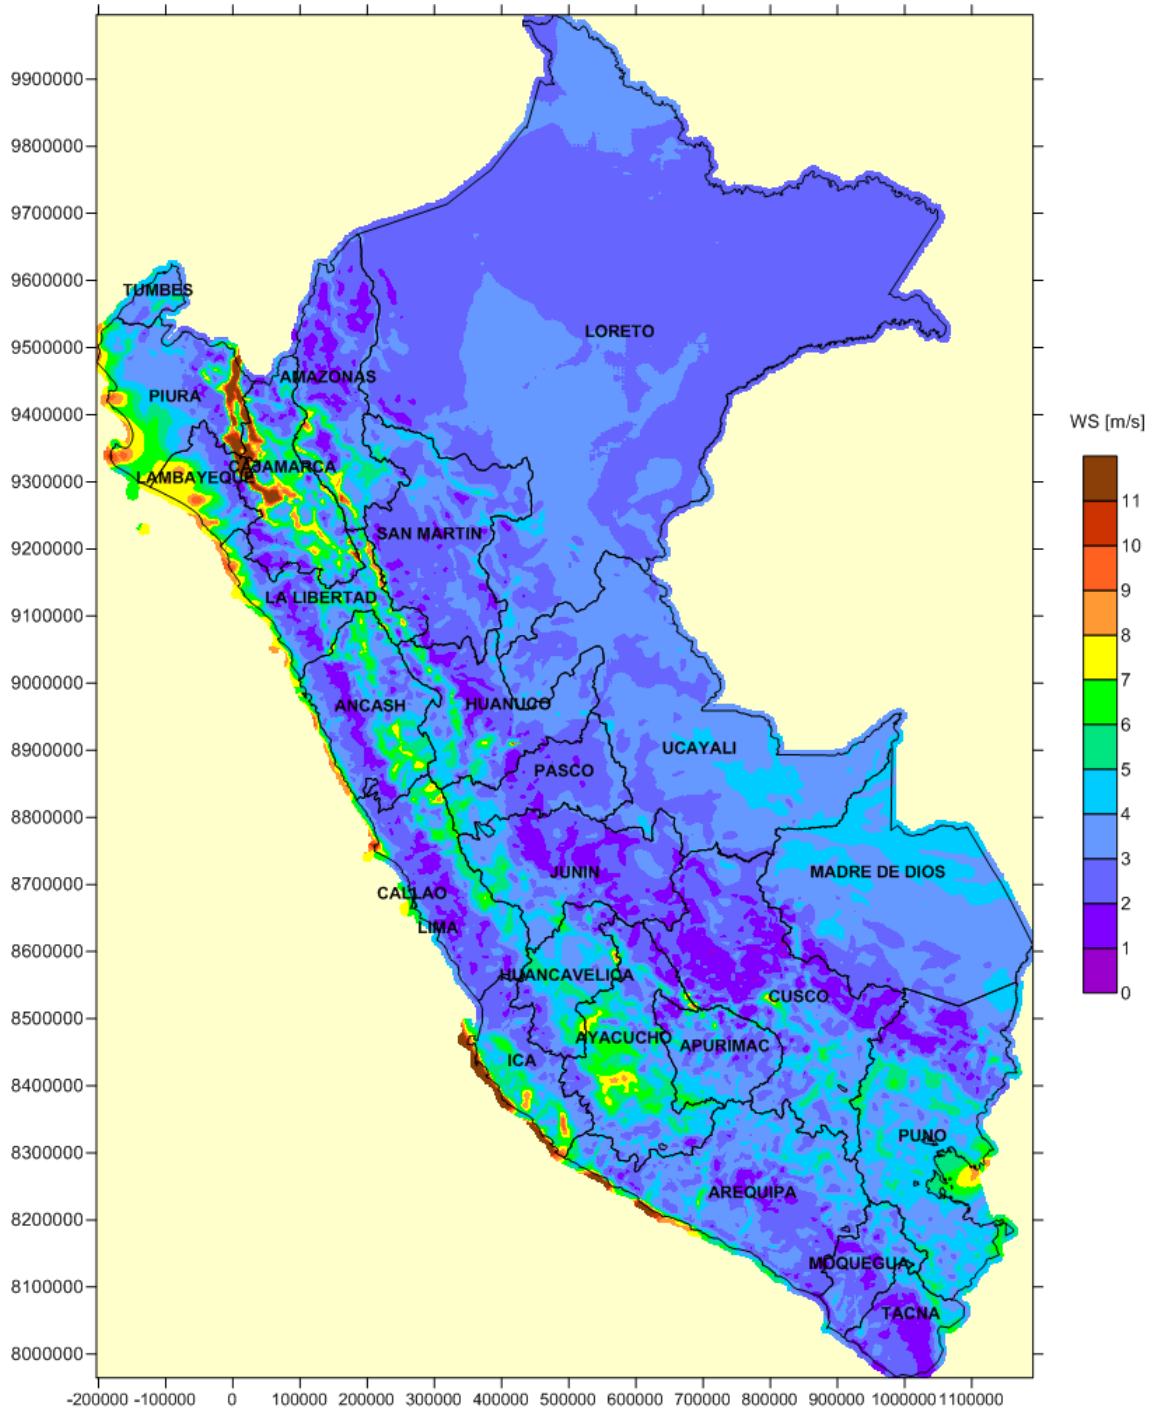 9900000
9800000
9700000
9600000
9500000
9400000
9300000
9200000
9100000
9000000
8900000
8800000
8700000
8600000
8500000
8400000
8300000
8200000
8100000
8000000
TUMBES
LORETO
AMAZONAS
PIURA
CAJAMARCA
LAMBAYEQUE
SAN MARTIN
LA LIBERTAD
ANCASH
HUANUCO
UCAYALI
PASCO
JUNIN
MADRE DE DIOS
CALLAO
LIMA
HUANCAVELICA
CUSCO
AYACUCHO
APURIMAC
ICA
PUNO
AREQUIPA
MOQUEGUA
TACNA
WS [m/s]
11
10
9
8
7
6
5
4
3
2
1
0
-200000 -100000 0 100000 200000 300000 400000 500000 600000 700000 800000 900000 1000000 1100000